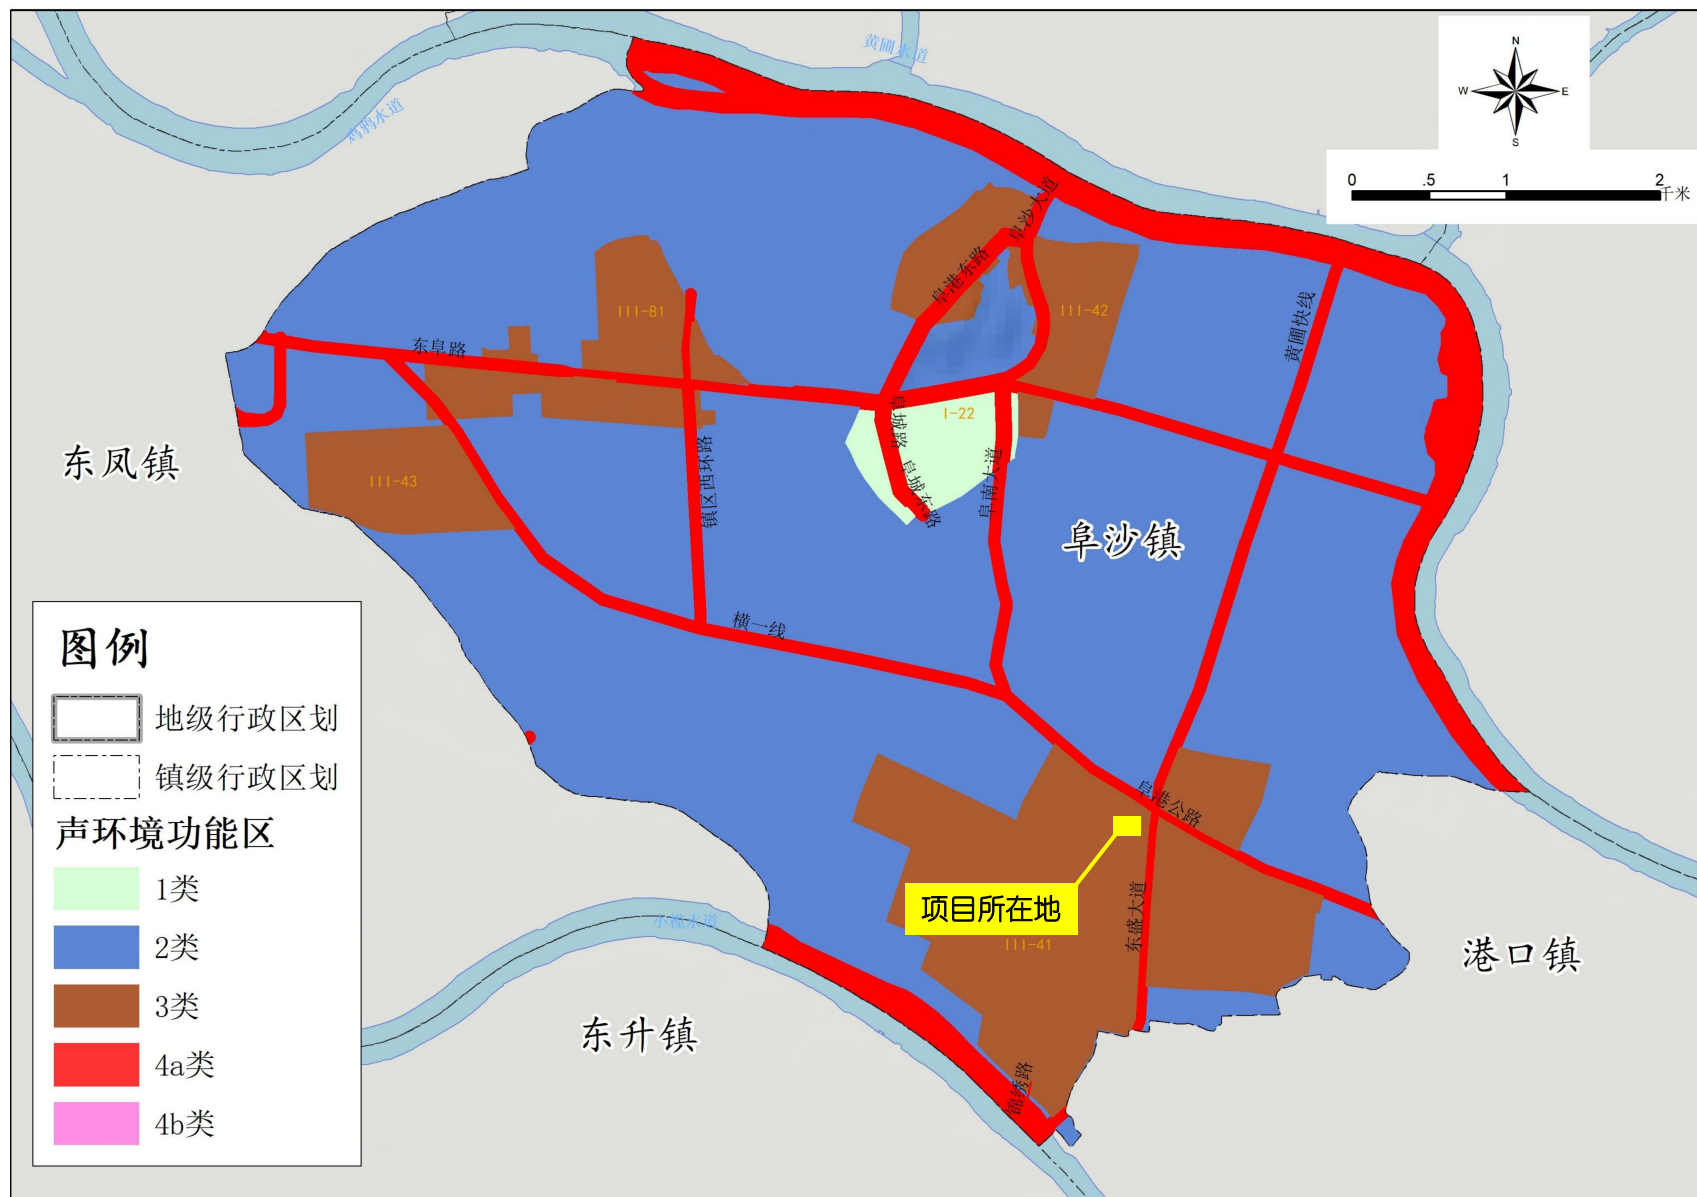 黄圃水道
鸡鸦水道
N
W
E
S
0
.5
1
2
千米
阜沙大道
阜港东路
III-81
III-42
黄圃快线
东阜路
I-22
阜城路
东凤镇
III-43
镇区西环路
阜城东路
阜南大道
阜沙镇
横一线
图例
地级行政区划
镇级行政区划
声环境功能区
1类
2类
3类
4a类
4b类
阜港公路
项目所在地
小榄水道
III-41
东盛大道
港口镇
东升镇
锦绣路